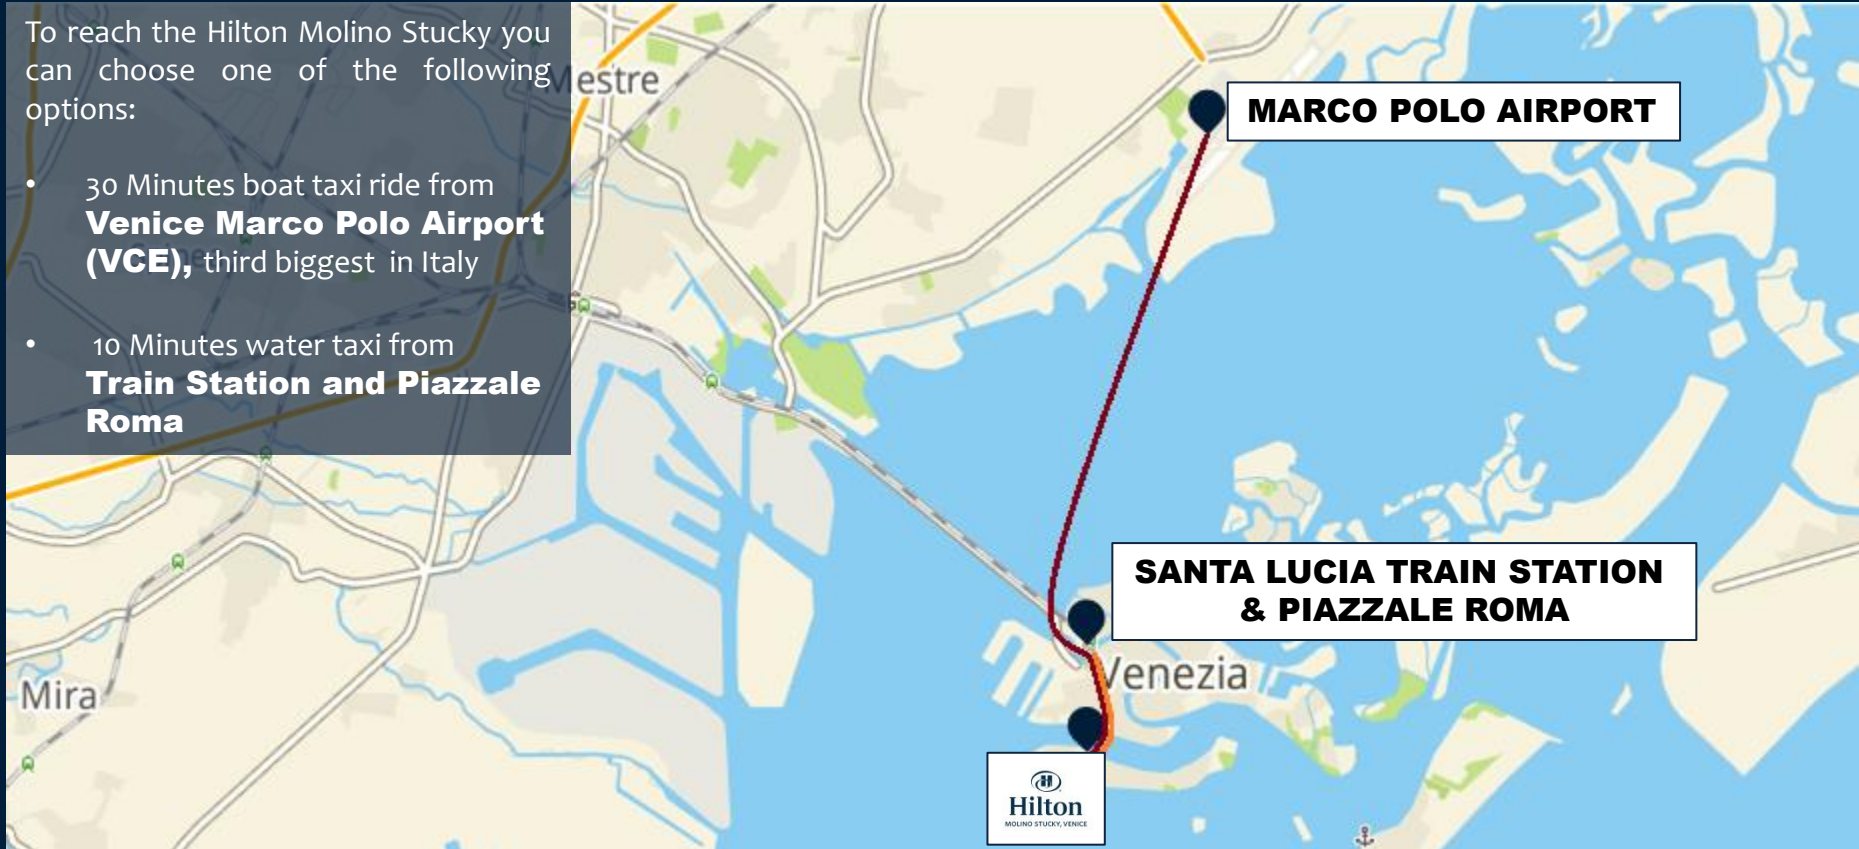 To reach the Hilton Molino Stucky you
can choose one of the following
options:
• 30 Minutes boat taxi ride from
Venice Marco Polo Airport
(VCE), third biggest in Italy
• 10 Minutes water taxi from
Train Station and Piazzale
Roma
Mestre
MARCO POLO AIRPORT
SANTA LUCIA TRAIN STATION
& PIAZZALE ROMA
Venezia
Mira
H
Hilton
MOLINO STUCKY, VENICE